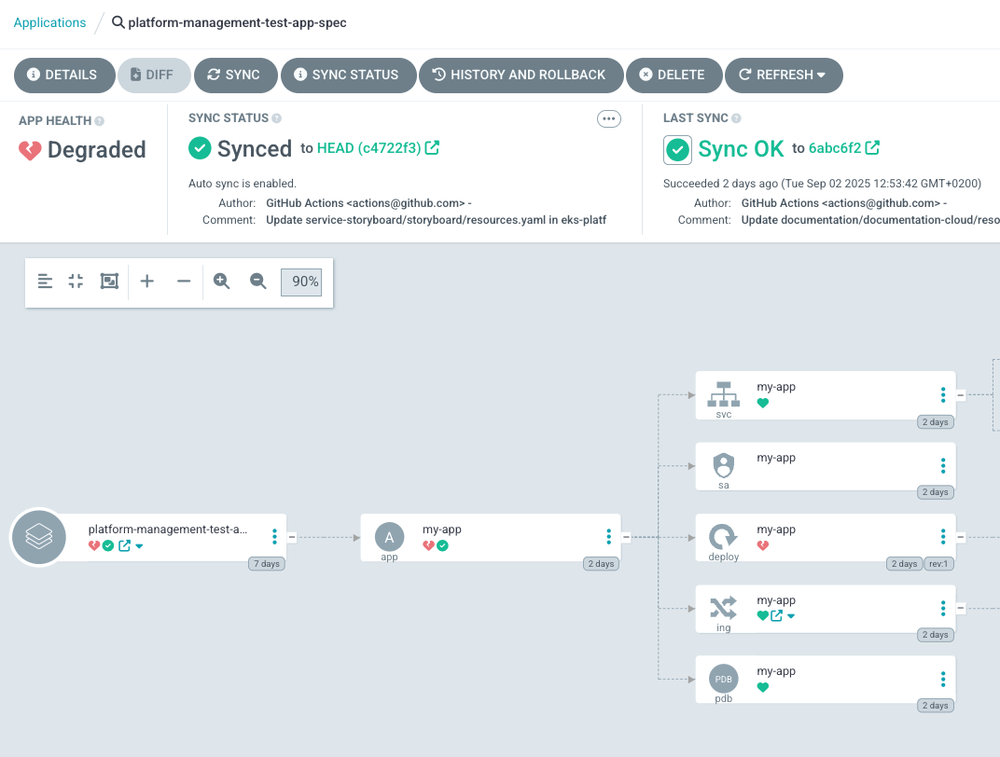 Applications / platform-management-test-app-spec
DETAILS DIFF SYNC SYNC STATUS HISTORY AND ROLLBACK DELETE REFRESH
APP HEALTH
Degraded
SYNC STATUS
Synced to HEAD (c4722f3)
Auto sync is enabled.
Author: GitHub Actions <actions@github.com> -
Comment: Update service-storyboard/storyboard/resources.yaml in eks-platf
LAST SYNC
Sync OK to 6abc6f2
Succeeded 2 days ago (Tue Sep 02 2025 12:53:42 GMT+0200)
Author: GitHub Actions <actions@github.com> -
Comment: Update documentation/documentation-cloud/reso
90%
platform-management-test-a...
7 days
A
app
my-app
2 days
svc
my-app
2 days
sa
my-app
2 days
deploy
my-app
2 days rev:1
ing
my-app
2 days
PDB
pdb
my-app
2 days